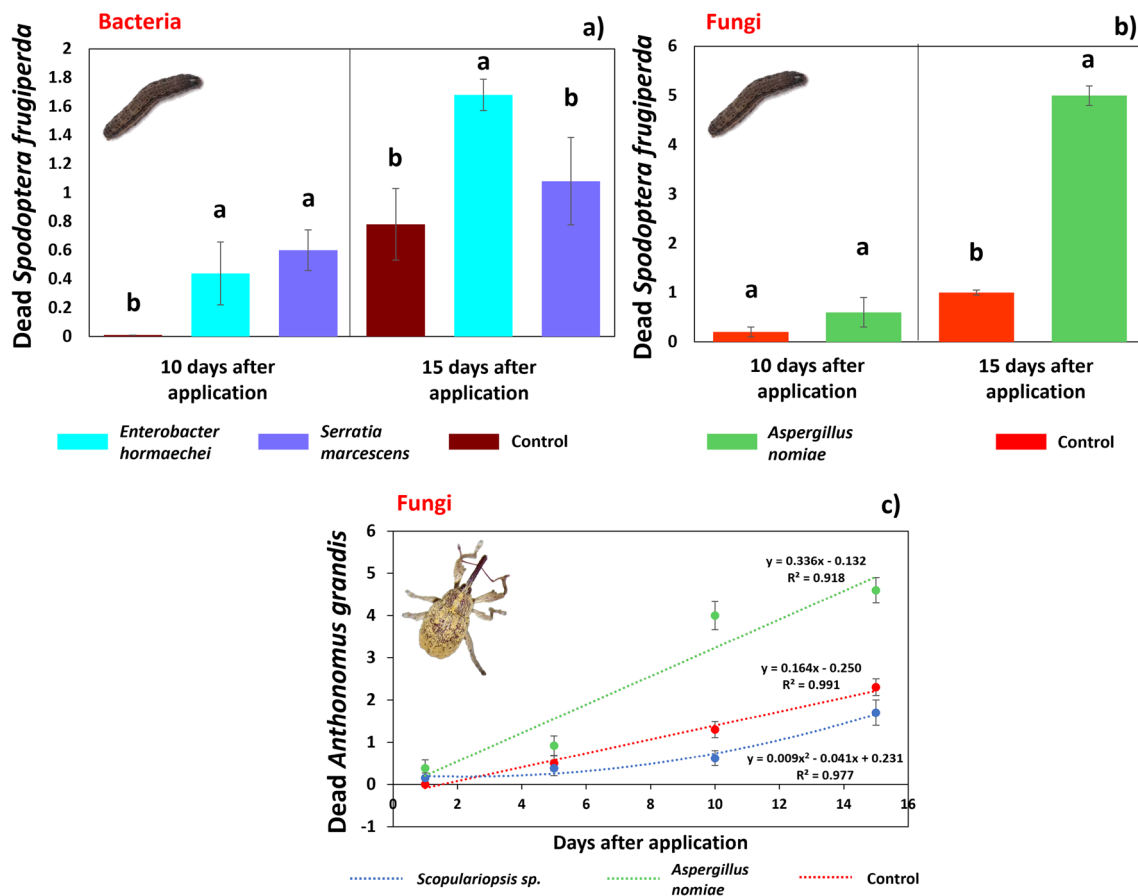 Bacteria
a)
Dead Spodoptera frugiperda
2
1.8
1.6
1.4
1.2
1
0.8
0.6
0.4
0.2
0
b
a
a
b
a
b
10 days after
application
15 days after
application
Enterobacter
hormaechei
Serratia
marcescens
Control
Fungi
b)
Dead Spodoptera frugiperda
6
5
4
3
2
1
0
a
a
b
a
10 days after
application
15 days after
application
Aspergillus
nomiae
Control
Fungi
c)
Dead Anthonomus grandis
6
5
4
3
2
1
0
-1
y = 0.336x - 0.132
R² = 0.918
y = 0.164x - 0.250
R² = 0.991
y = 0.009x² - 0.041x + 0.231
R² = 0.977
0 2 4 6 8 10 12 14 16
Days after application
Scopulariopsis sp.
Aspergillus
nomiae
Control